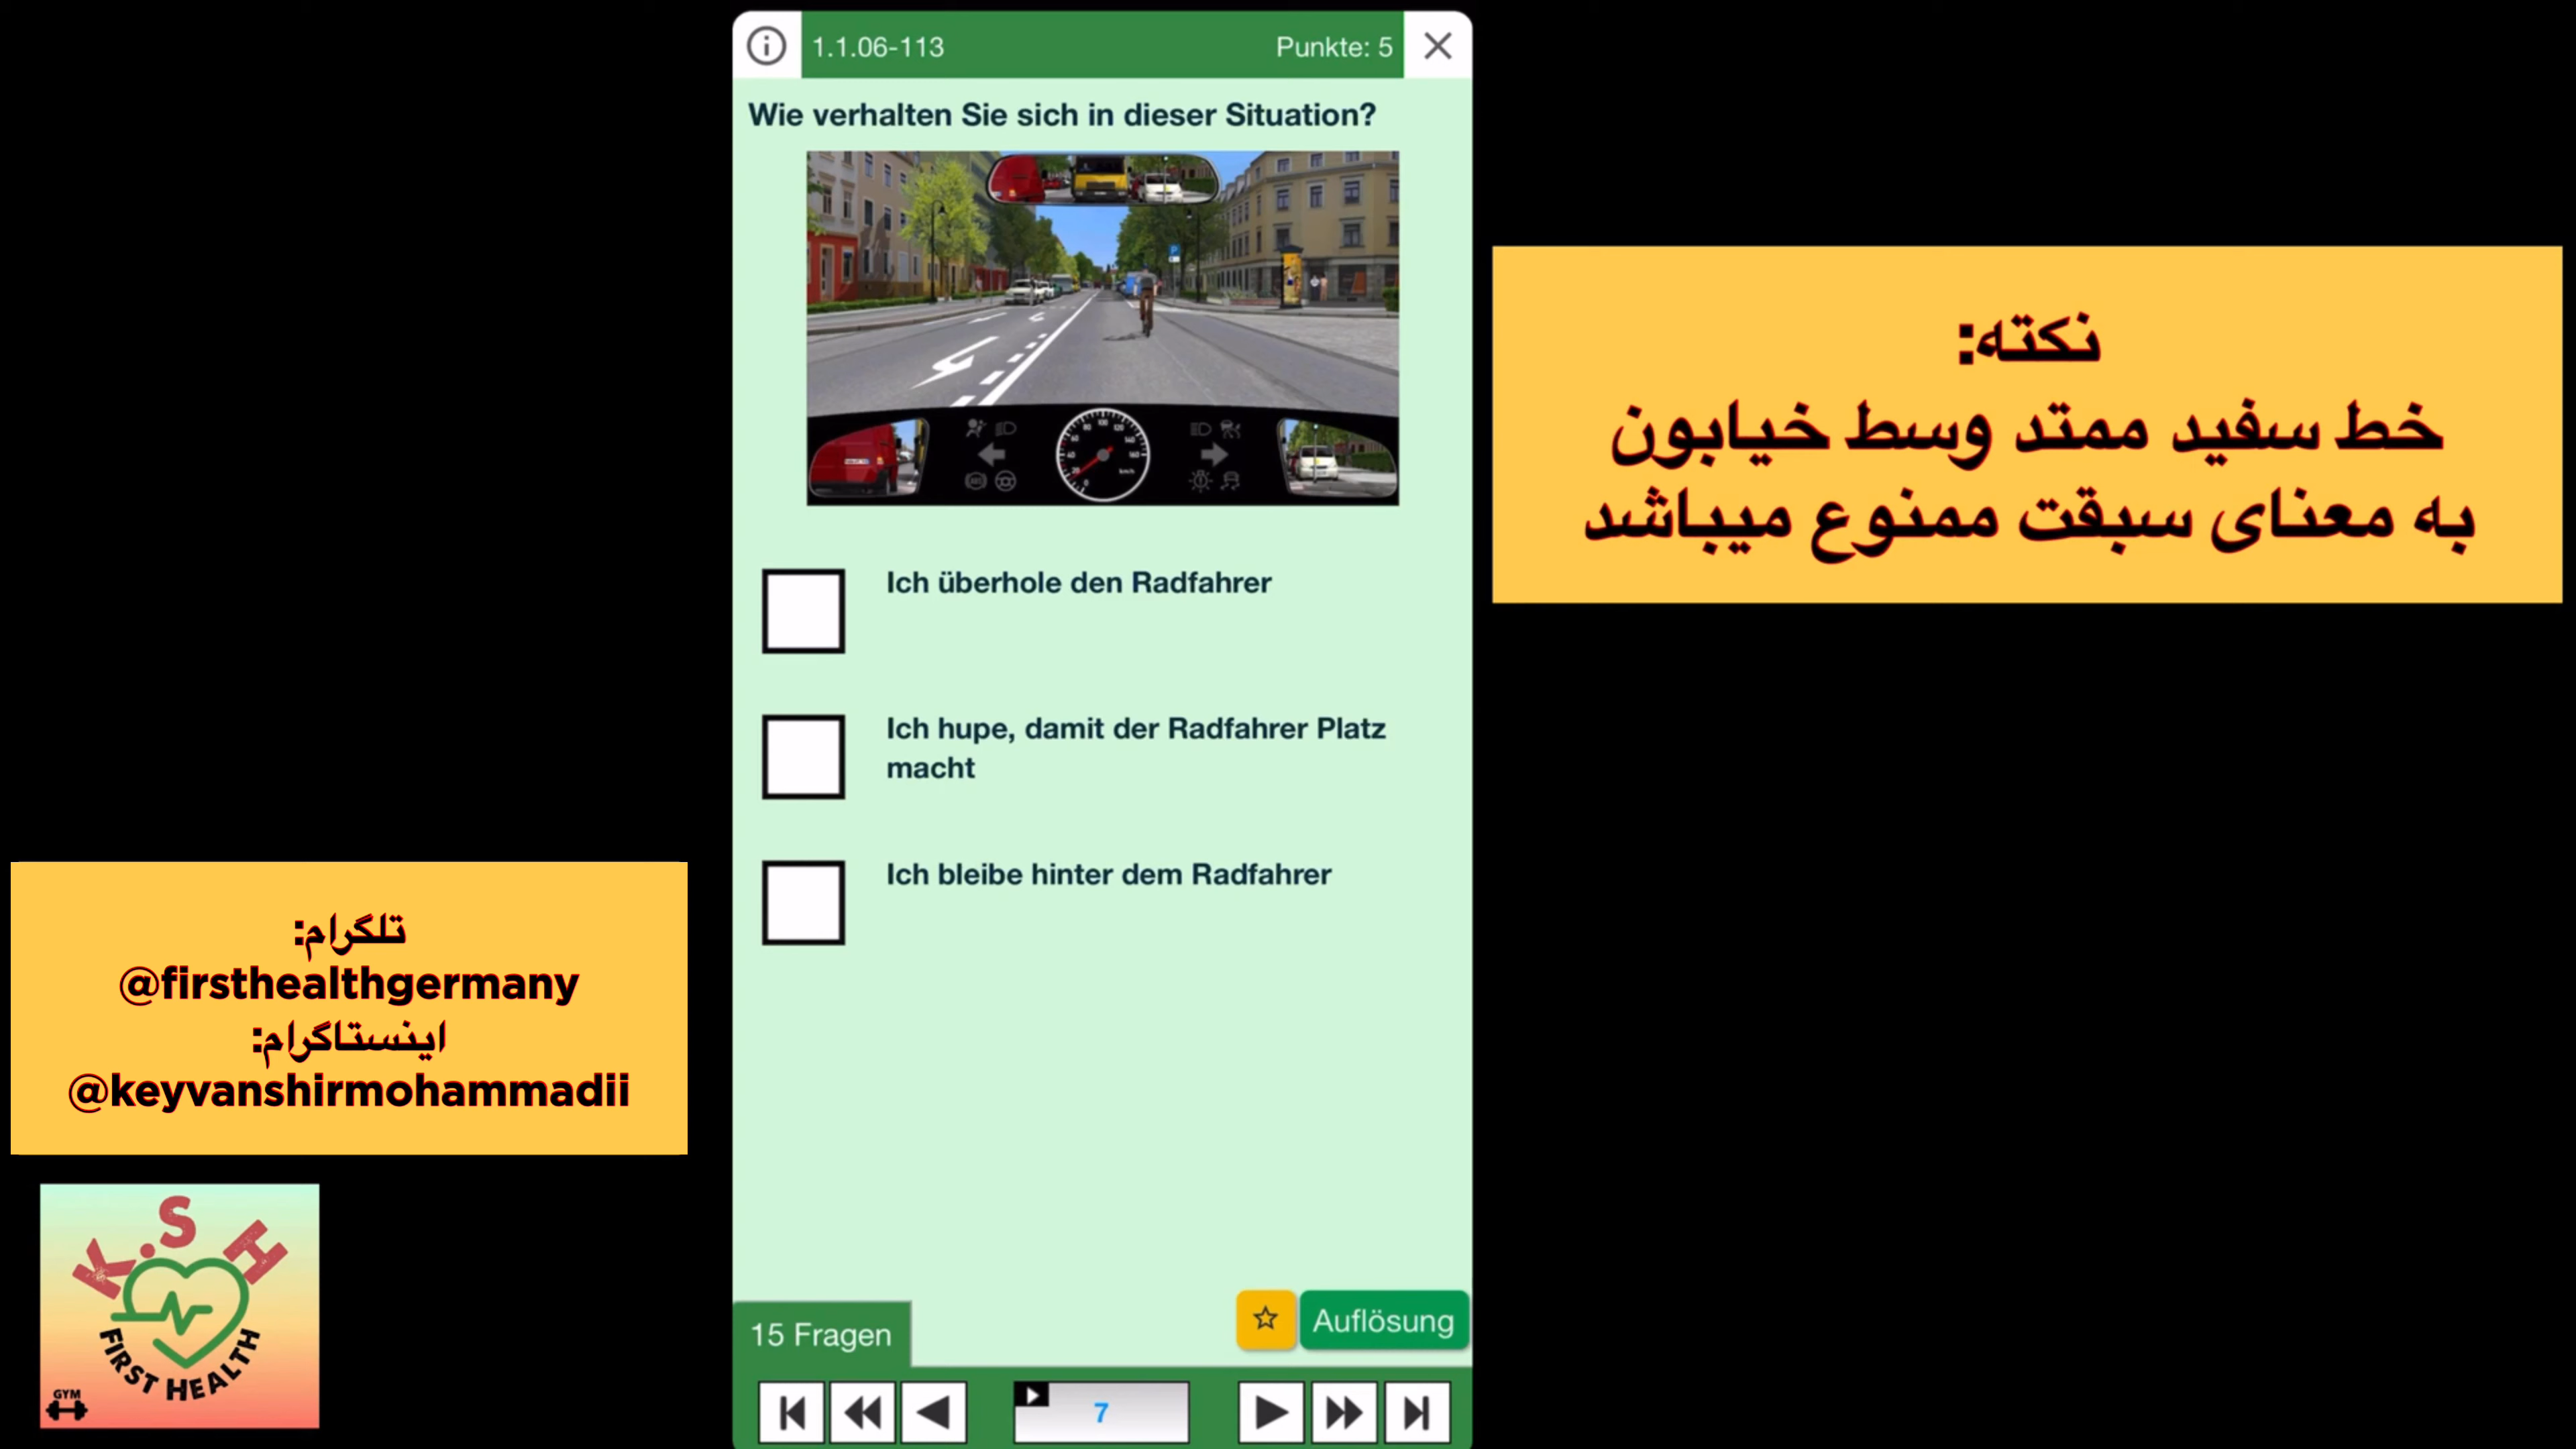 1.1.06-113
Punkte: 5
Wie verhalten Sie sich in dieser Situation?
Ich überhole den Radfahrer
Ich hupe, damit der Radfahrer Platz
macht
Ich bleibe hinter dem Radfahrer
Auflösung
15 Fragen
7
نکته:
خط سفید ممتد وسط خیابون
به معنای سبقت ممنوع میباشد
تلگرام:
@firsthealthgermany
اینستاگرام:
@keyvanshirmohammadii
K.SH
FIRST HEALTH
GYM